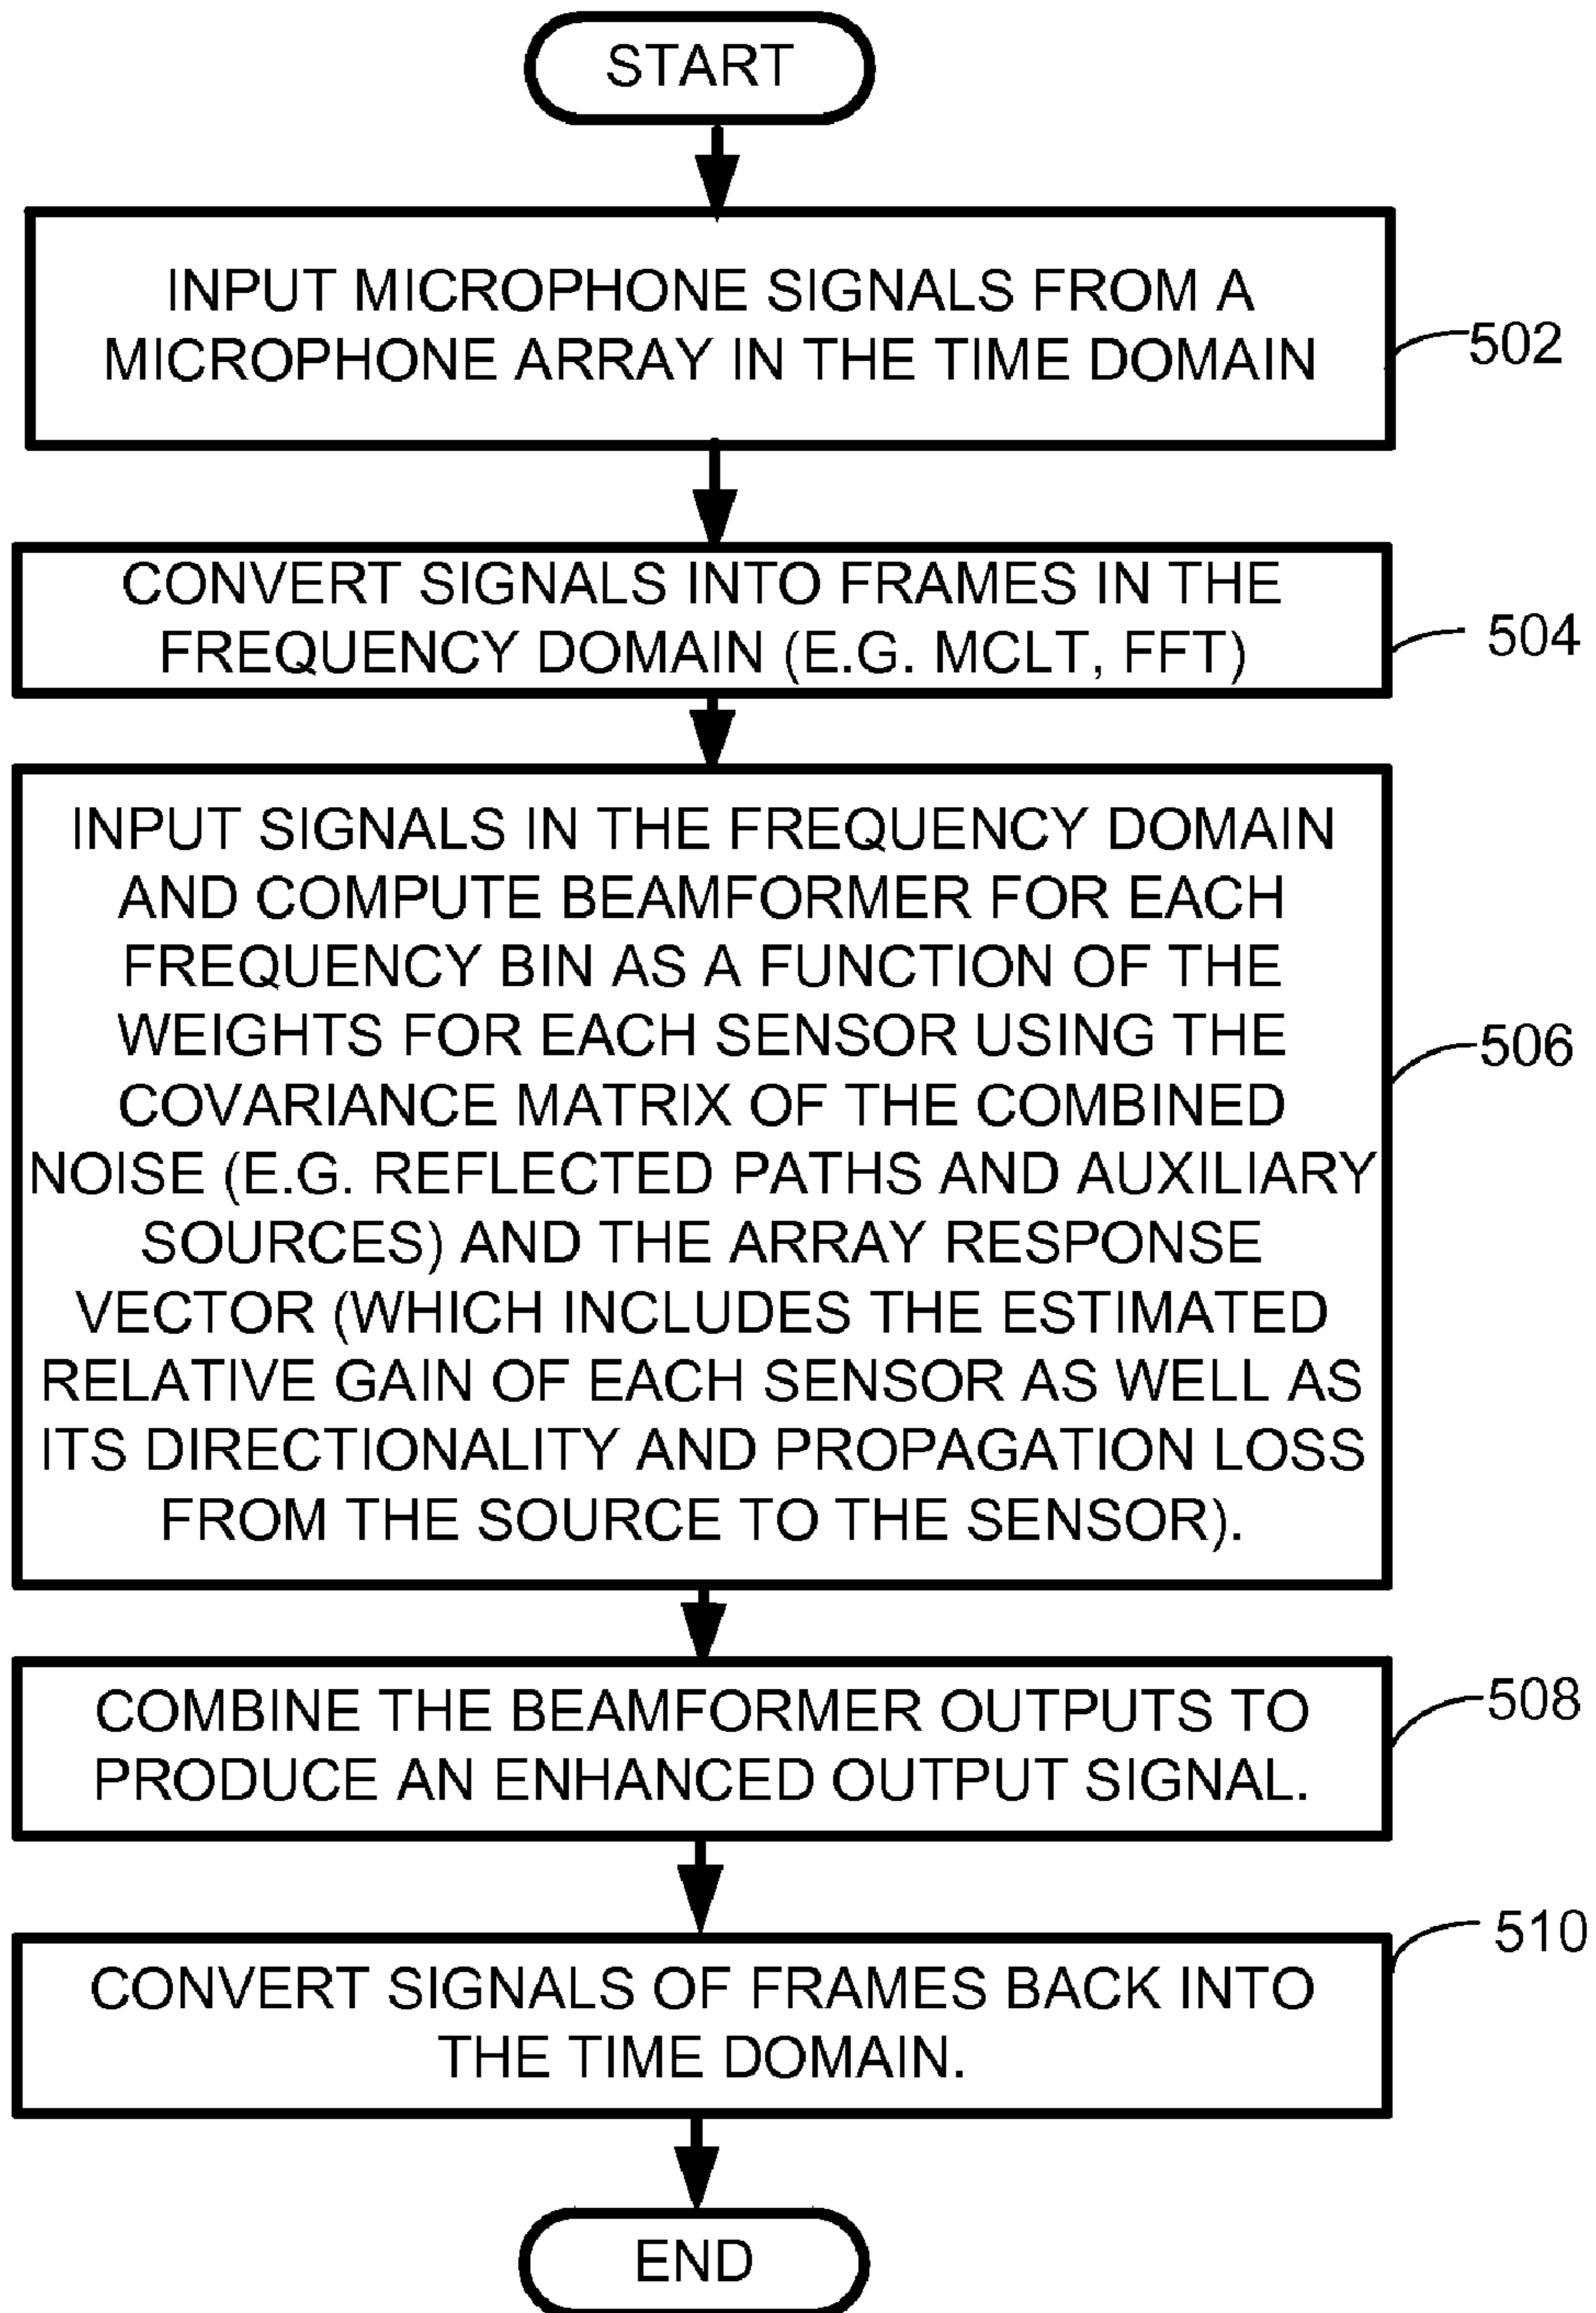 START
INPUT MICROPHONE SIGNALS FROM A
MICROPHONE ARRAY IN THE TIME DOMAIN
502
CONVERT SIGNALS INTO FRAMES IN THE
FREQUENCY DOMAIN (E.G. MCLT, FFT)
504
INPUT SIGNALS IN THE FREQUENCY DOMAIN
AND COMPUTE BEAMFORMER FOR EACH
FREQUENCY BIN AS A FUNCTION OF THE
WEIGHTS FOR EACH SENSOR USING THE
COVARIANCE MATRIX OF THE COMBINED
NOISE (E.G. REFLECTED PATHS AND AUXILIARY
SOURCES) AND THE ARRAY RESPONSE
VECTOR (WHICH INCLUDES THE ESTIMATED
RELATIVE GAIN OF EACH SENSOR AS WELL AS
ITS DIRECTIONALITY AND PROPAGATION LOSS
FROM THE SOURCE TO THE SENSOR).
506
COMBINE THE BEAMFORMER OUTPUTS TO
PRODUCE AN ENHANCED OUTPUT SIGNAL.
508
CONVERT SIGNALS OF FRAMES BACK INTO
THE TIME DOMAIN.
510
END